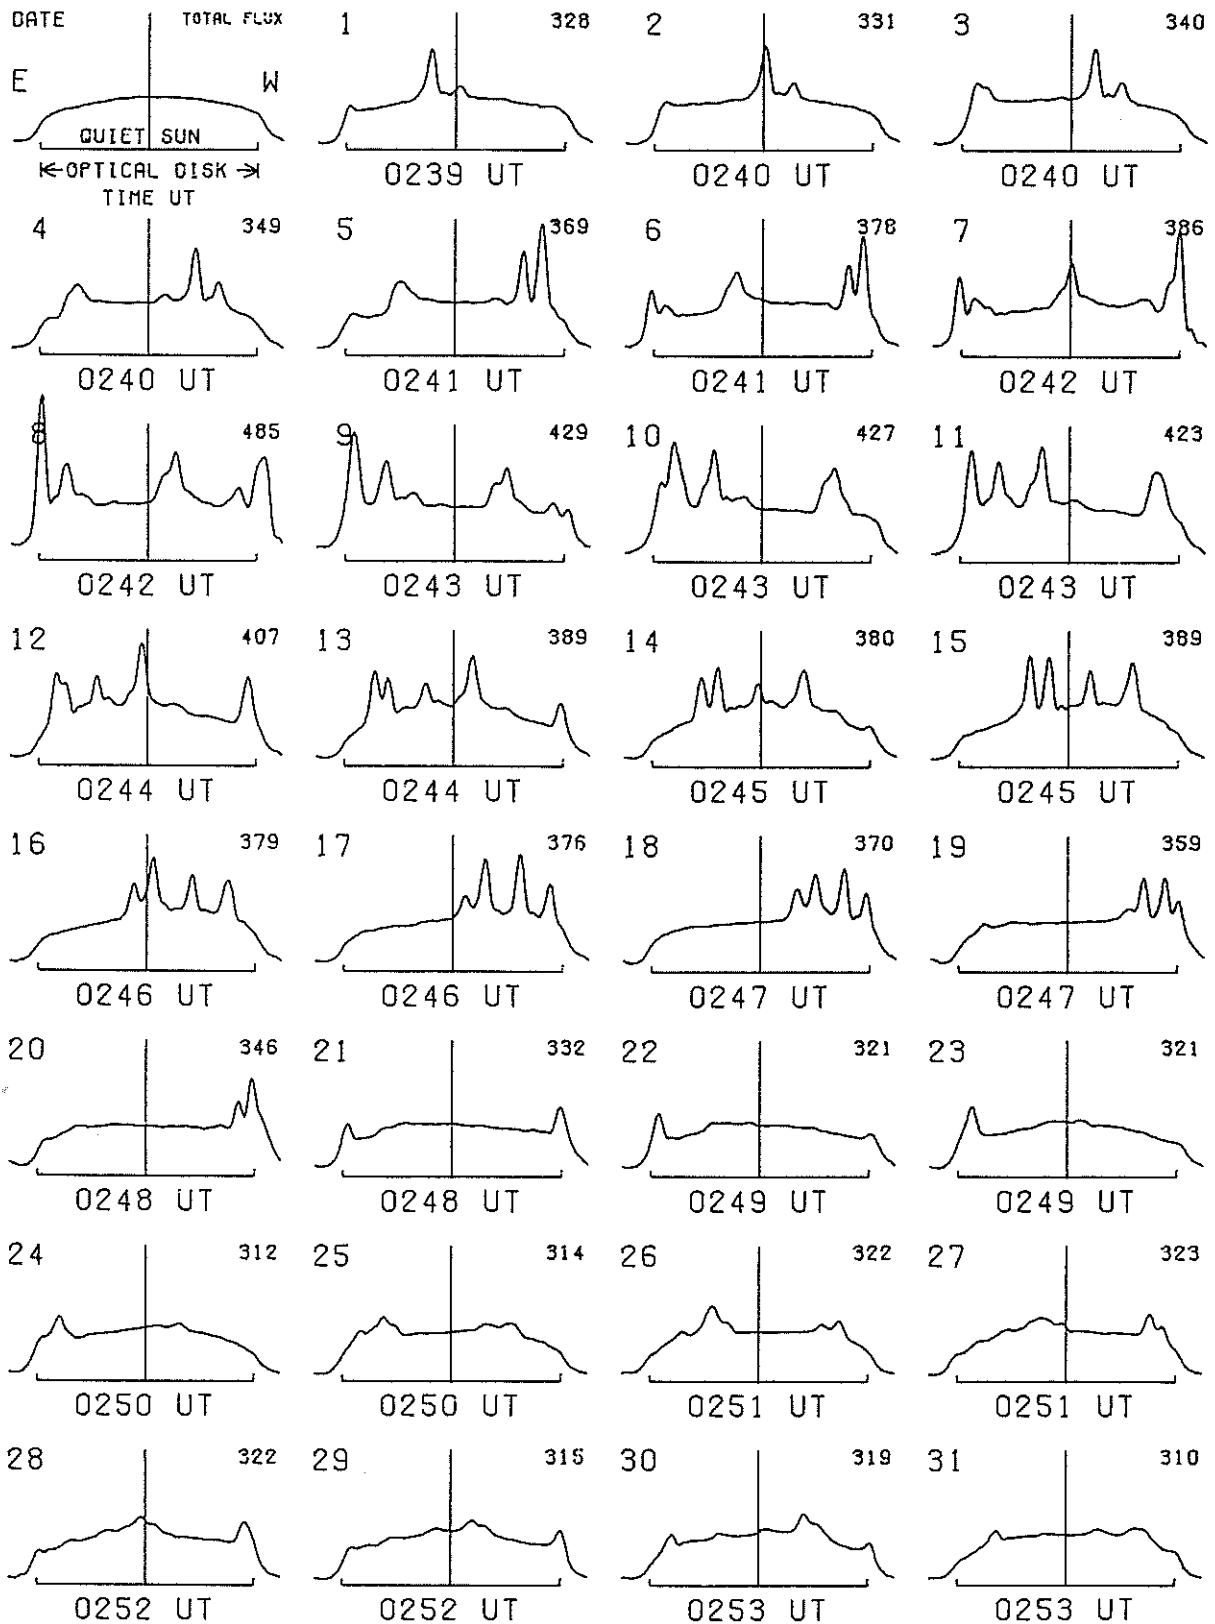 DATE TOTAL FLUX 1 328 2 331 3 340
E W
QUIET SUN
OPTICAL DISK 0239 UT 0240 UT 0240 UT
TIME UT
4 349 5 369 6 378 7 386
0240 UT 0241 UT 0241 UT 0242 UT
8 485 9 429 10 427 11 423
0242 UT 0243 UT 0243 UT 0243 UT
12 407 13 389 14 380 15 389
0244 UT 0244 UT 0245 UT 0245 UT
16 379 17 376 18 370 19 359
0246 UT 0246 UT 0247 UT 0247 UT
20 346 21 332 22 321 23 321
0248 UT 0248 UT 0249 UT 0249 UT
24 312 25 314 26 322 27 323
0250 UT 0250 UT 0251 UT 0251 UT
28 322 29 315 30 319 31 310
0252 UT 0252 UT 0253 UT 0253 UT